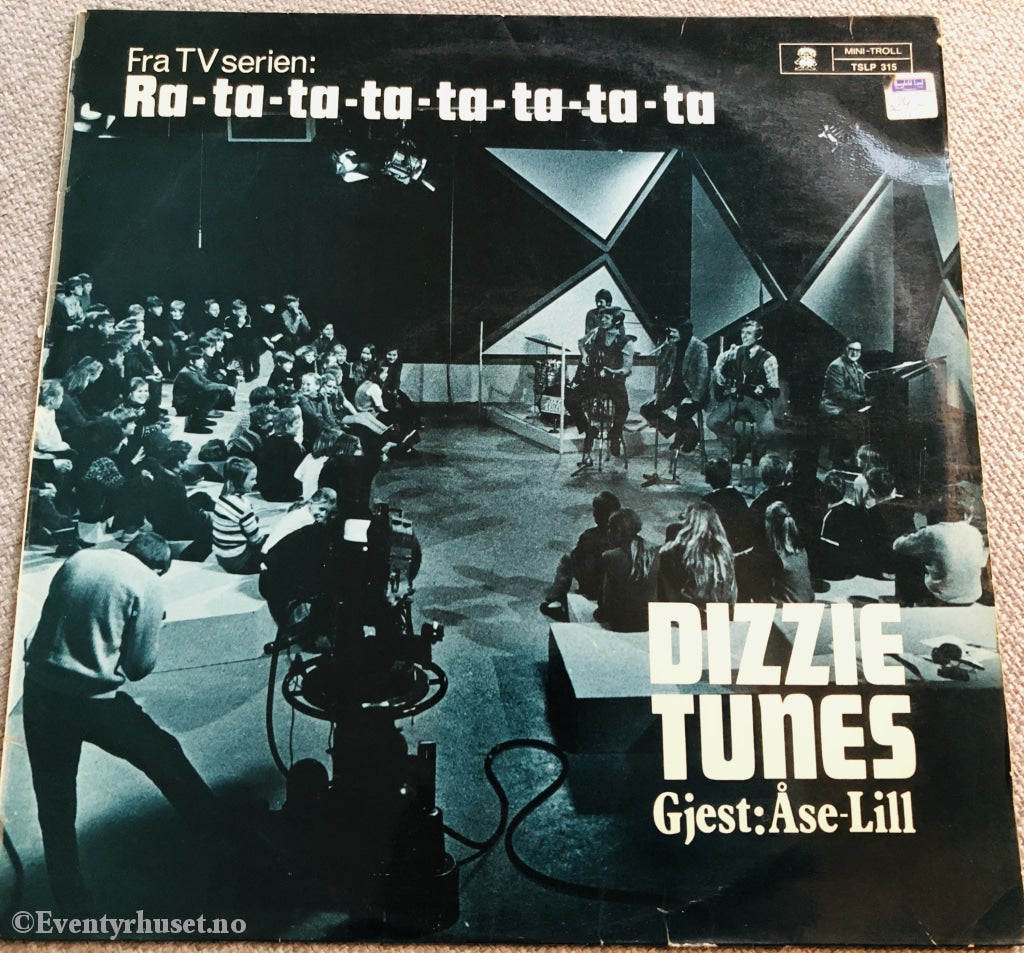 Fra TV serien:
Ra-ta-ta-ta-ta-ta-ta-ta
MINI-TROLL
TSLP 315
DIZZIE
TUNES
Gjest: Åse-Lill
©Eventyrhuset.no